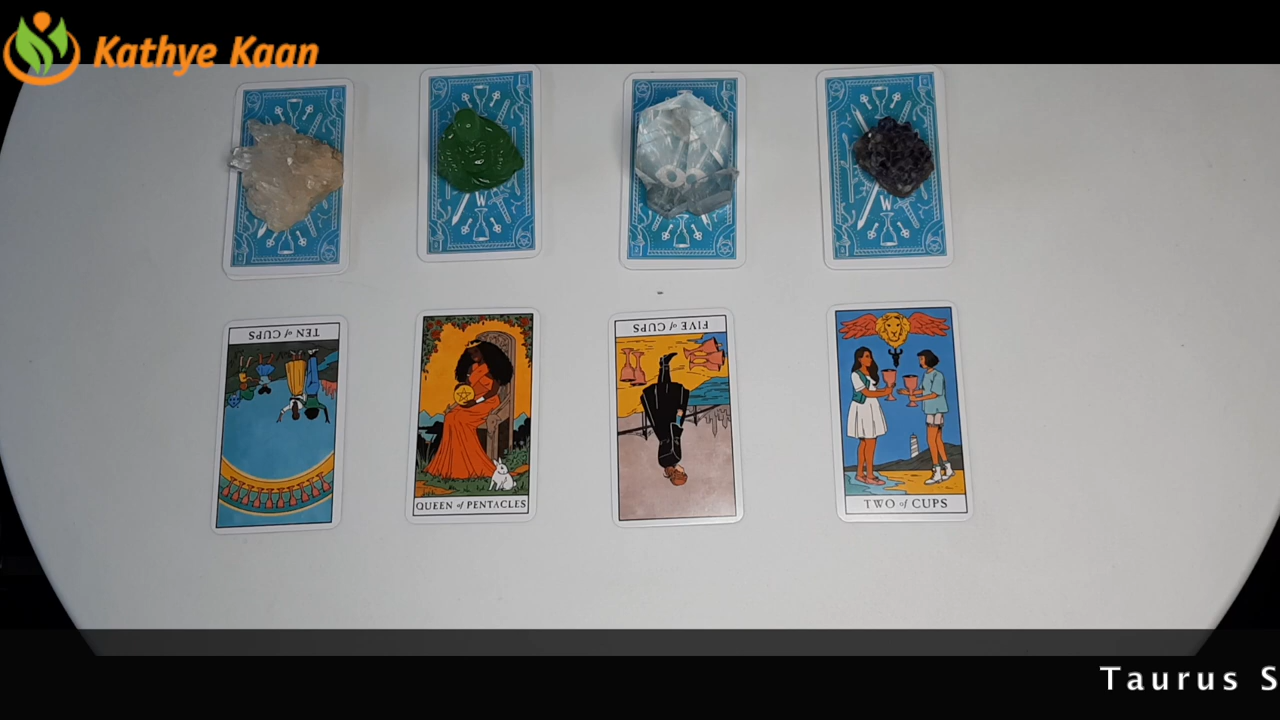 Kathye Kaan
W
W
TEN of CUPS
QUEEN of PENTACLES
FIVE of CUPS
TWO of CUPS
Taurus S